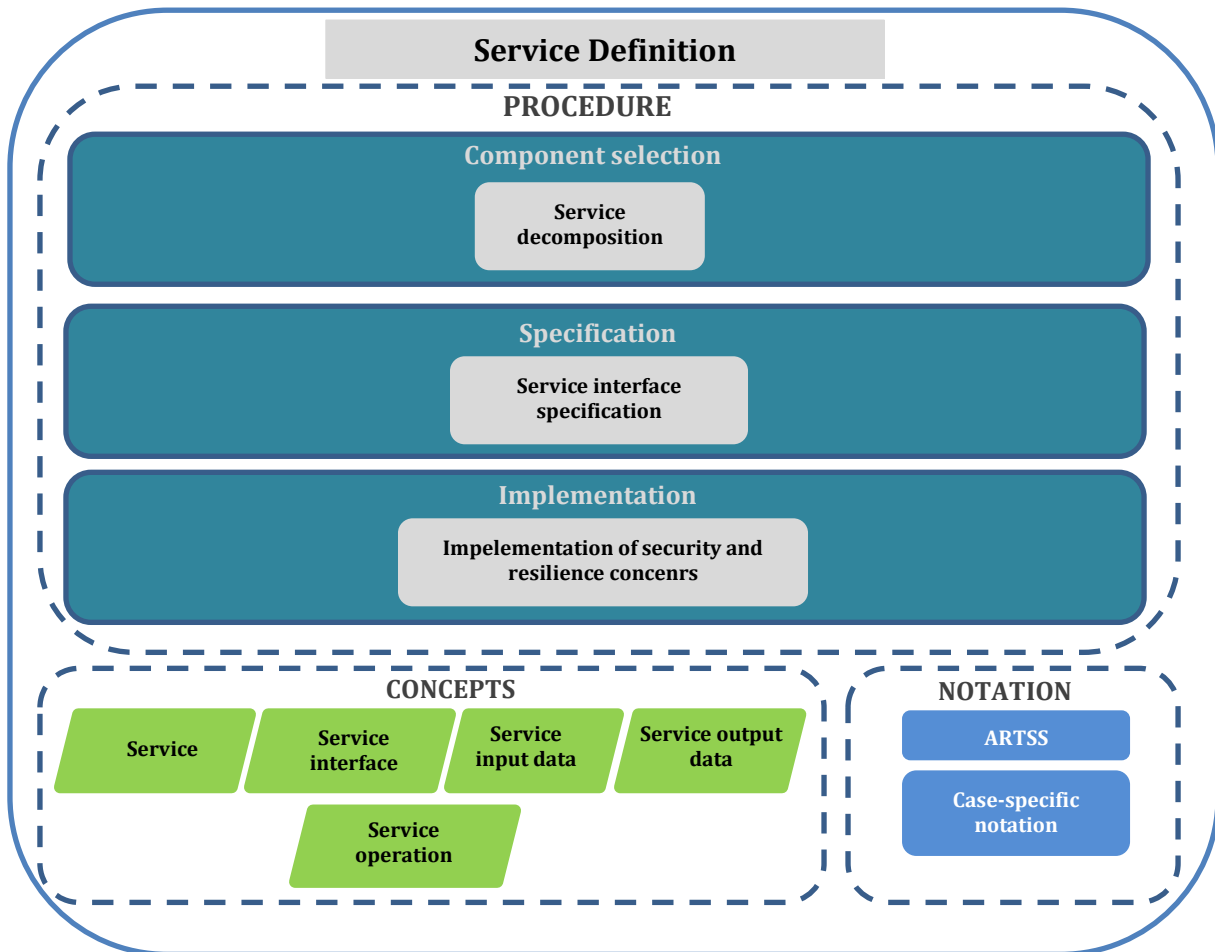 Service Definition
PROCEDURE
Component selection
Service
decomposition
Specification
Service interface
specification
Implementation
Impelementation of security and
resilience concenrs
CONCEPTS
Service
Service
interface
Service
input data
Service output
data
Service
operation
NOTATION
ARTSS
Case-specific
notation